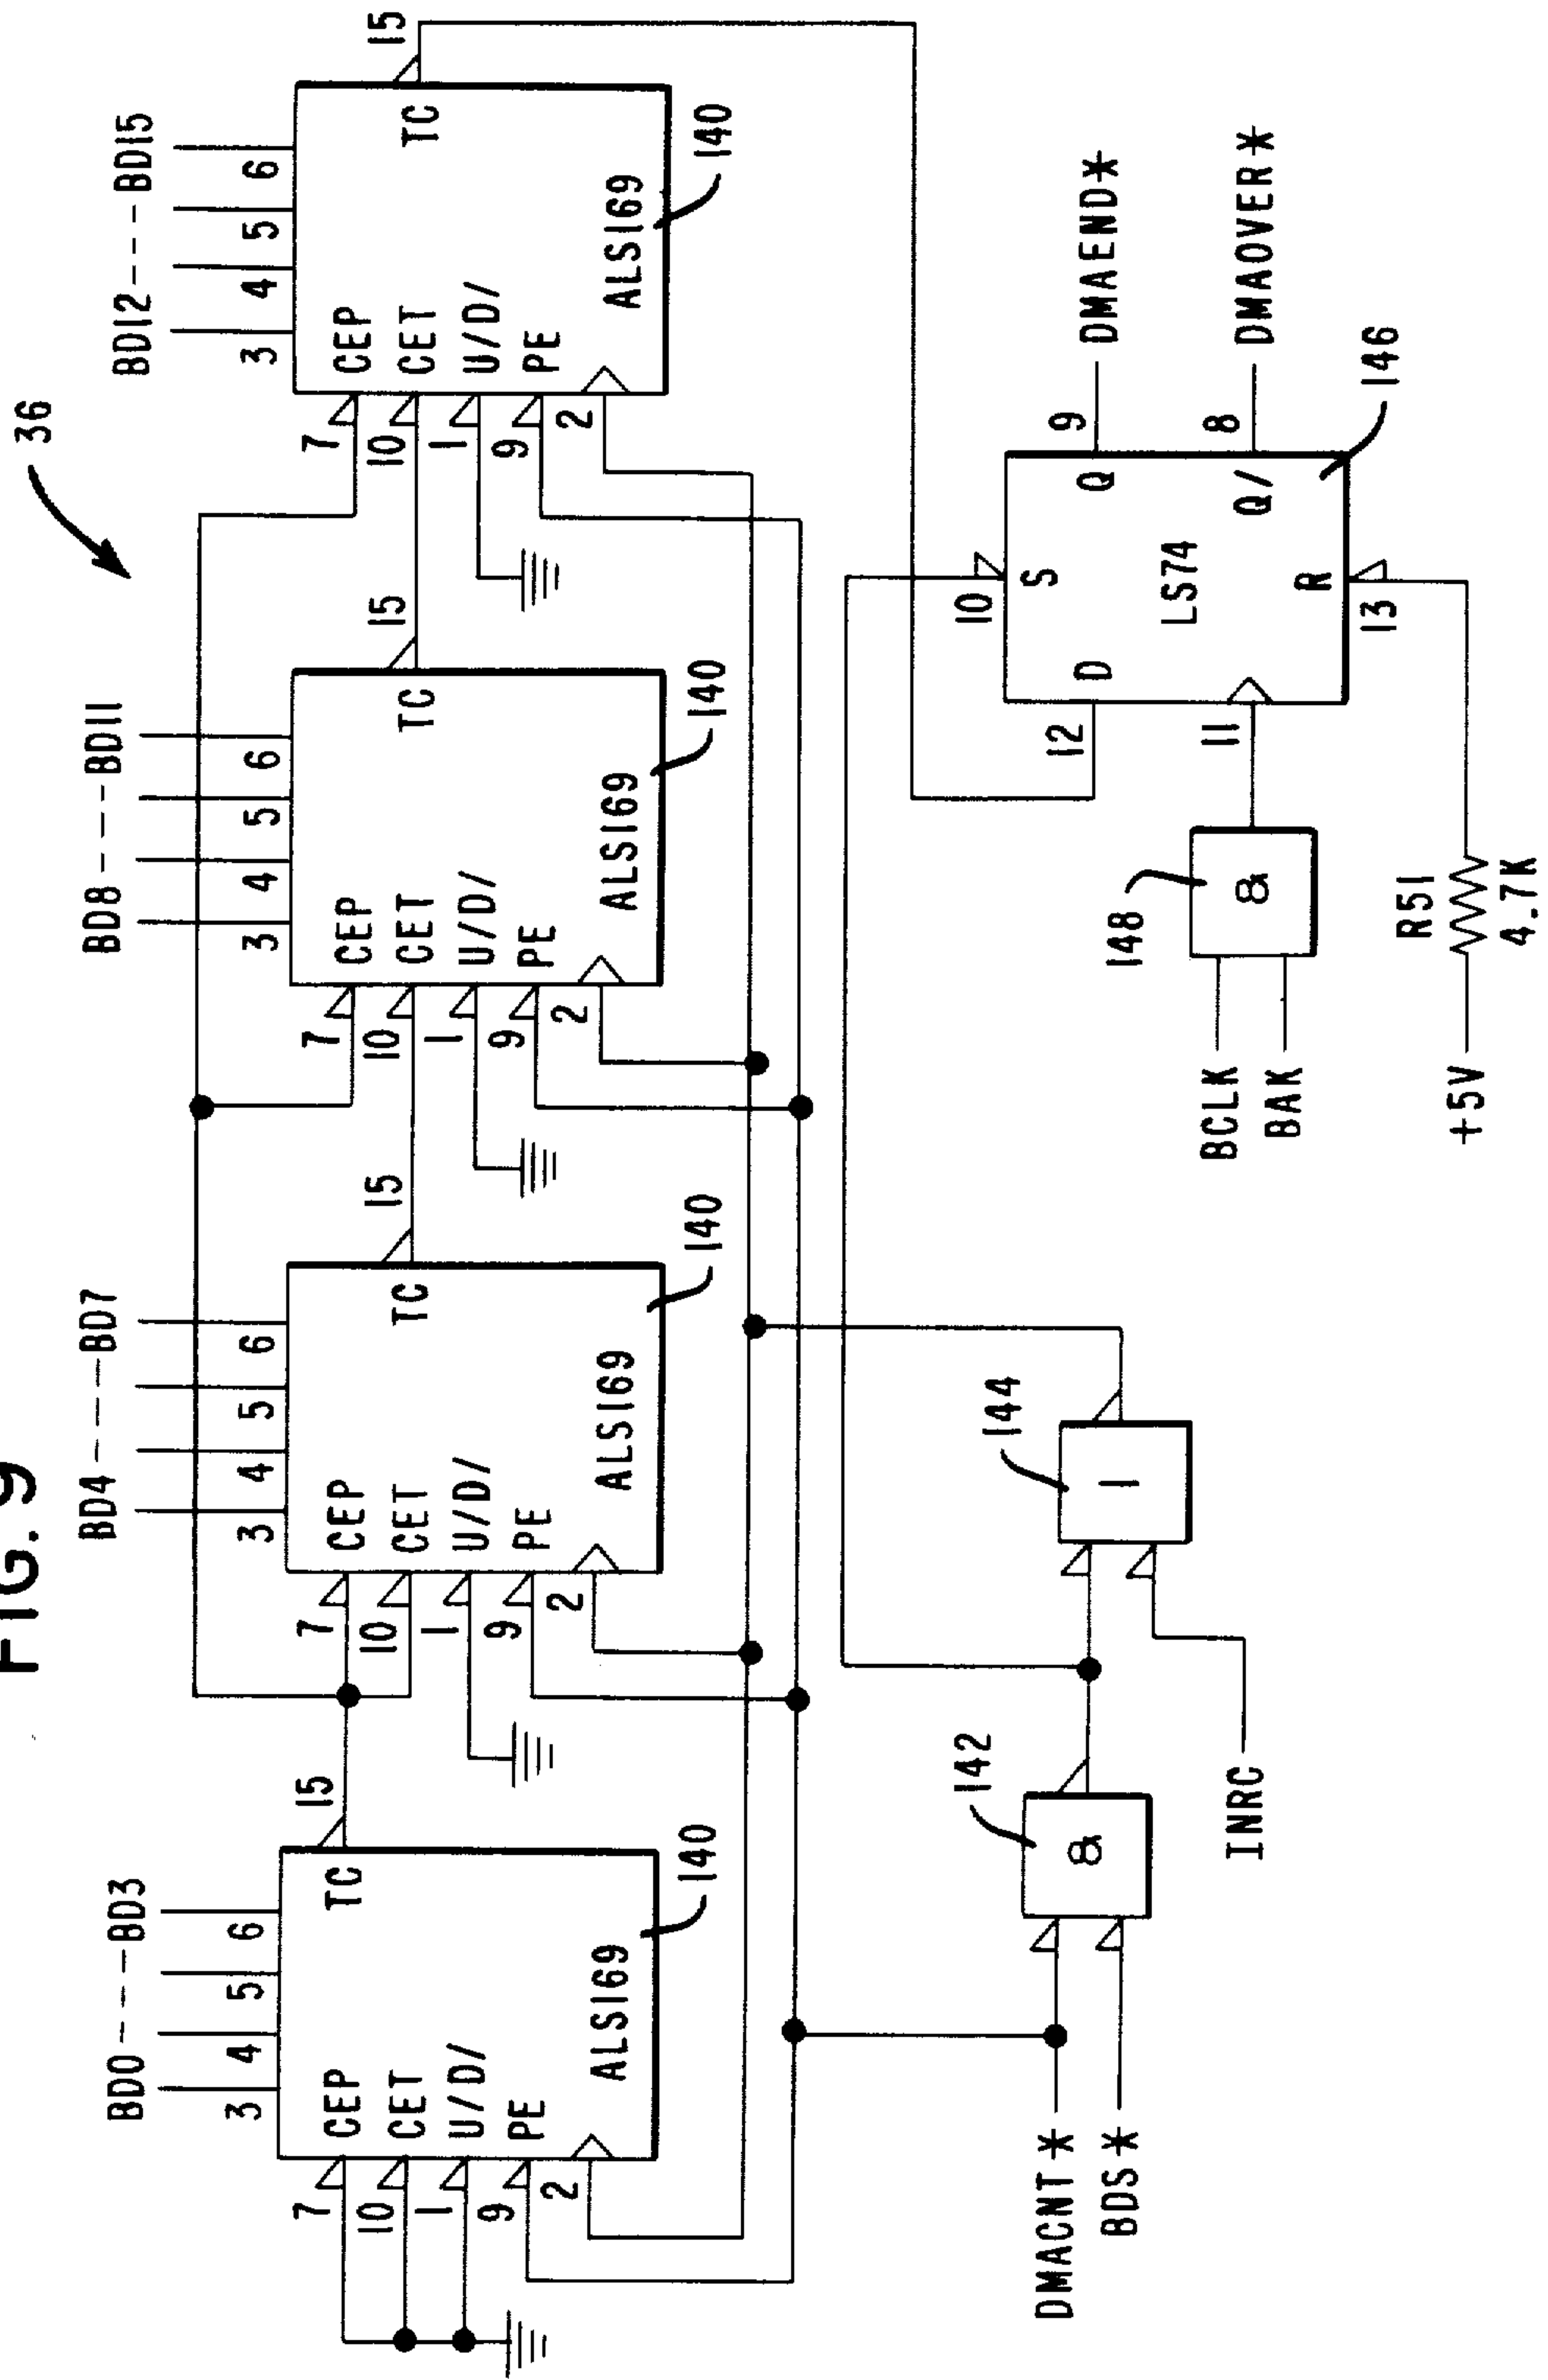 FIG. 9
36
BD0---BD3
BD4---BD7
BD8---BD11
BD12---BD15
3 4 5 6
3 4 5 6
3 4 5 6
3 4 5 6
7 CEP TC 15
10 CET
1 U/D/
9 PE
2 ALS169
140
7 CEP TC 15
10 CET
1 U/D/
9 PE
2 ALS169
140
7 CEP TC 15
10 CET
1 U/D/
9 PE
2 ALS169
140
7 CEP TC 15
10 CET
1 U/D/
9 PE
2 ALS169
140
DMACNT*
BDS*
142
&
INRC
144
1
BCLK
BAK
148
&
R51
+5V
4.7K
10 S
12 D
11
LS74
R 13
Q 9 DMAEND*
Q/ 8 DMAOVER*
146